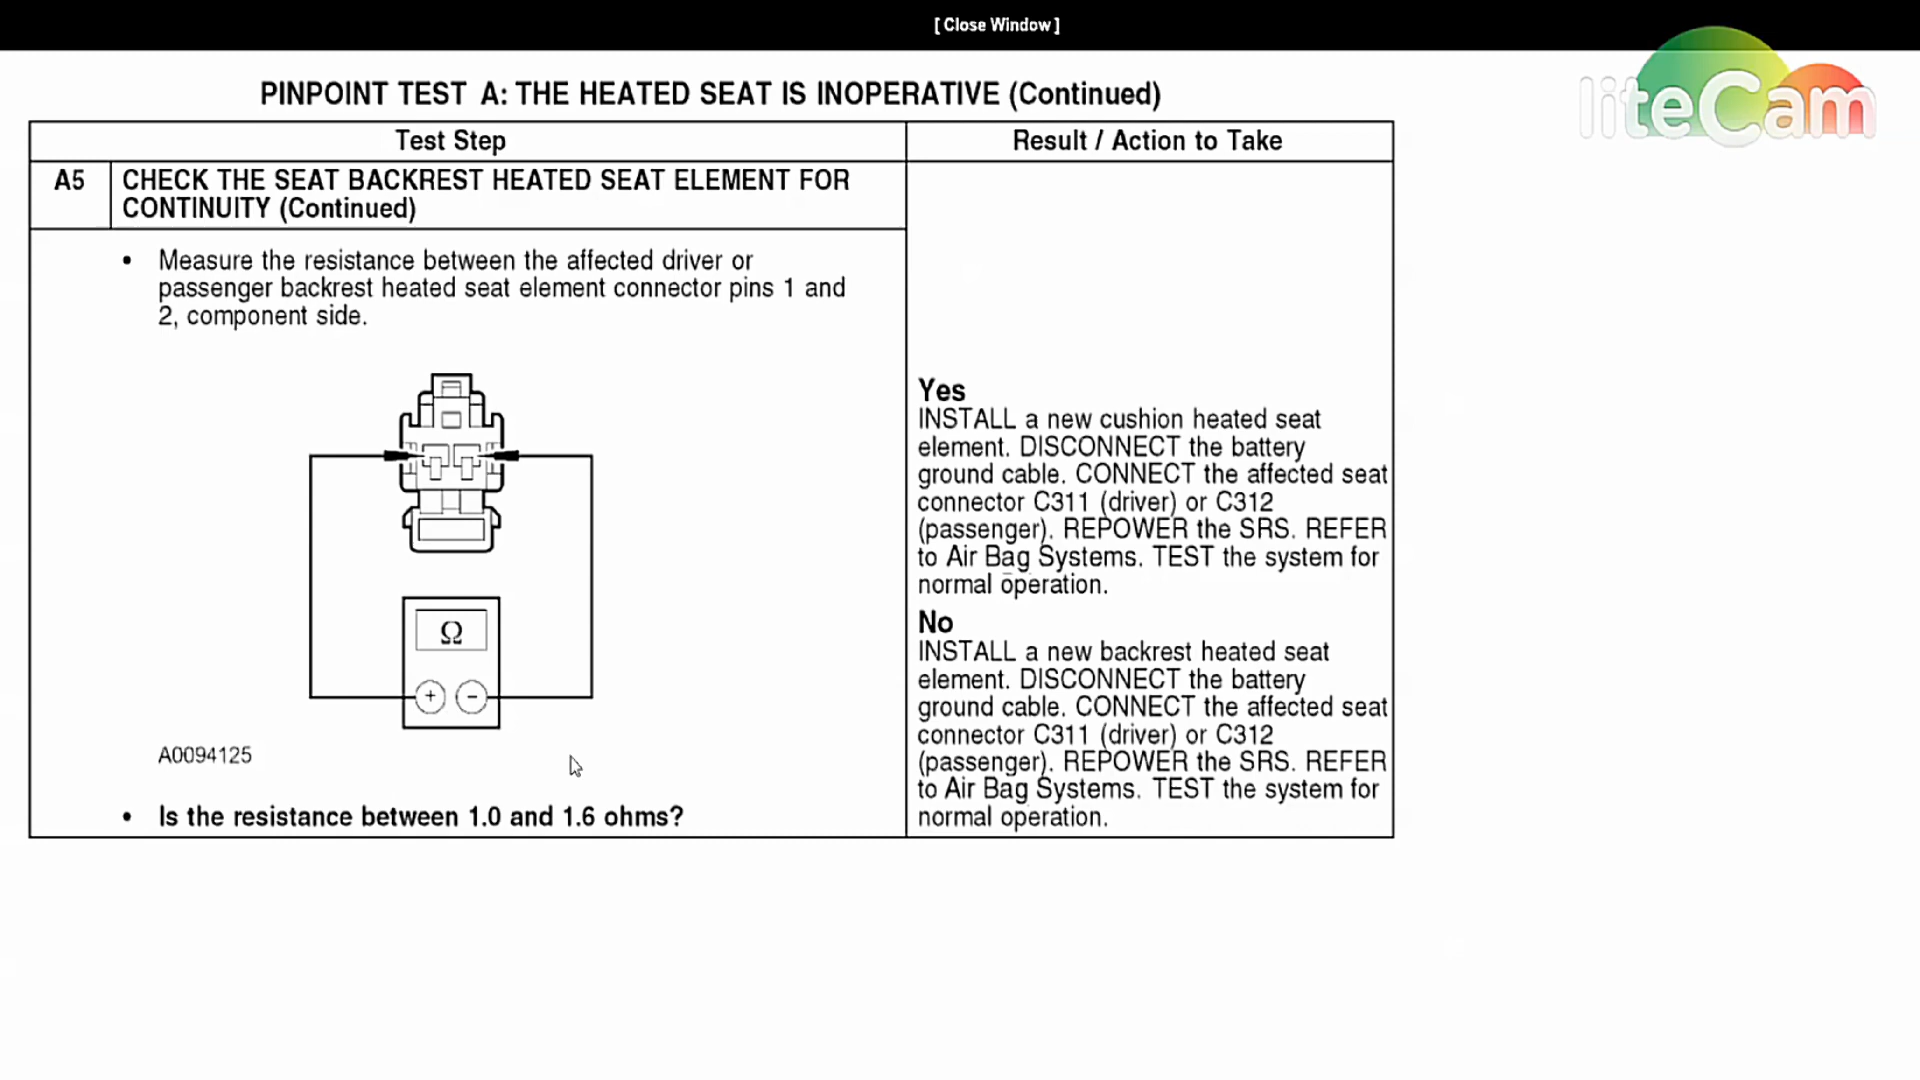 [ Close Window ]
liteCam
PINPOINT TEST A: THE HEATED SEAT IS INOPERATIVE (Continued)
Test Step
Result / Action to Take
A5
CHECK THE SEAT BACKREST HEATED SEAT ELEMENT FOR
CONTINUITY (Continued)
• Measure the resistance between the affected driver or
passenger backrest heated seat element connector pins 1 and
2, component side.
Ω
+ −
A0094125
• Is the resistance between 1.0 and 1.6 ohms?
Yes
INSTALL a new cushion heated seat
element. DISCONNECT the battery
ground cable. CONNECT the affected seat
connector C311 (driver) or C312
(passenger). REPOWER the SRS. REFER
to Air Bag Systems. TEST the system for
normal operation.
No
INSTALL a new backrest heated seat
element. DISCONNECT the battery
ground cable. CONNECT the affected seat
connector C311 (driver) or C312
(passenger). REPOWER the SRS. REFER
to Air Bag Systems. TEST the system for
normal operation.